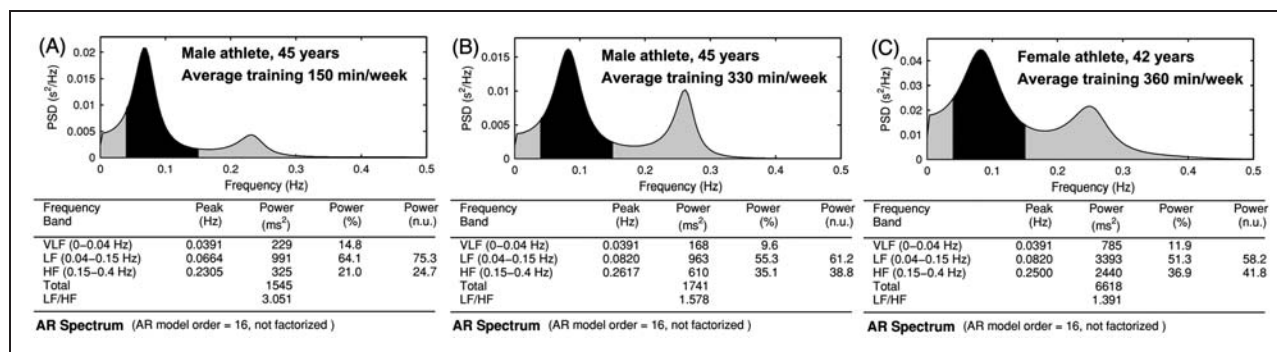 (A)
Male athlete, 45 years
Average training 150 min/week
PSD (s²/Hz)
0.02
0.015
0.01
0.005
0
0 0.1 0.2 0.3 0.4 0.5
Frequency (Hz)
Frequency Band Peak (Hz) Power (ms²) Power (%) Power (n.u.)
VLF (0–0.04 Hz) 0.0391 229 14.8
LF (0.04–0.15 Hz) 0.0664 991 64.1 75.3
HF (0.15–0.4 Hz) 0.2305 325 21.0 24.7
Total 1545
LF/HF 3.051
AR Spectrum (AR model order = 16, not factorized )
(B)
Male athlete, 45 years
Average training 330 min/week
PSD (s²/Hz)
0.015
0.01
0.005
0
0 0.1 0.2 0.3 0.4 0.5
Frequency (Hz)
Frequency Band Peak (Hz) Power (ms²) Power (%) Power (n.u.)
VLF (0–0.04 Hz) 0.0391 168 9.6
LF (0.04–0.15 Hz) 0.0820 963 55.3 61.2
HF (0.15–0.4 Hz) 0.2617 610 35.1 38.8
Total 1741
LF/HF 1.578
AR Spectrum (AR model order = 16, not factorized )
(C)
Female athlete, 42 years
Average training 360 min/week
PSD (s²/Hz)
0.04
0.03
0.02
0.01
0
0 0.1 0.2 0.3 0.4 0.5
Frequency (Hz)
Frequency Band Peak (Hz) Power (ms²) Power (%) Power (n.u.)
VLF (0–0.04 Hz) 0.0391 785 11.9
LF (0.04–0.15 Hz) 0.0820 3393 51.3 58.2
HF (0.15–0.4 Hz) 0.2500 2440 36.9 41.8
Total 6618
LF/HF 1.391
AR Spectrum (AR model order = 16, not factorized )